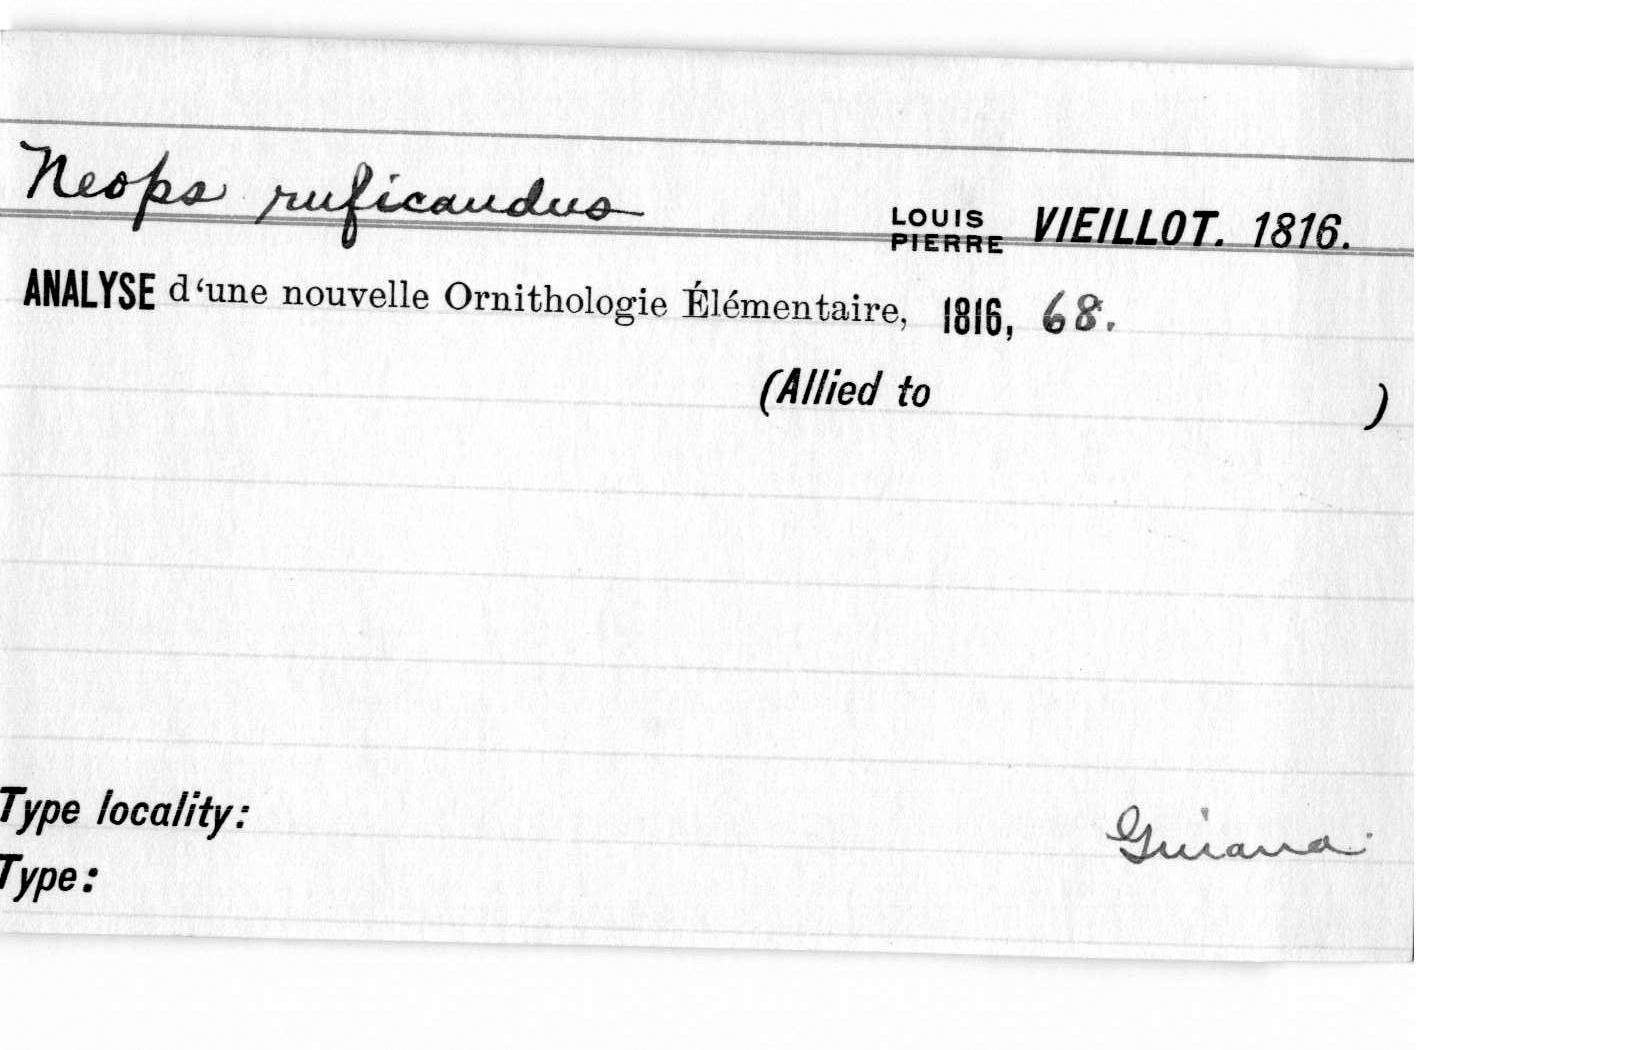 Neops ruficaudus
LOUIS PIERRE VIEILLOT. 1816.
ANALYSE d'une nouvelle Ornithologie Élémentaire, 1816, 68.
(Allied to )
Type locality: Guiana
Type: